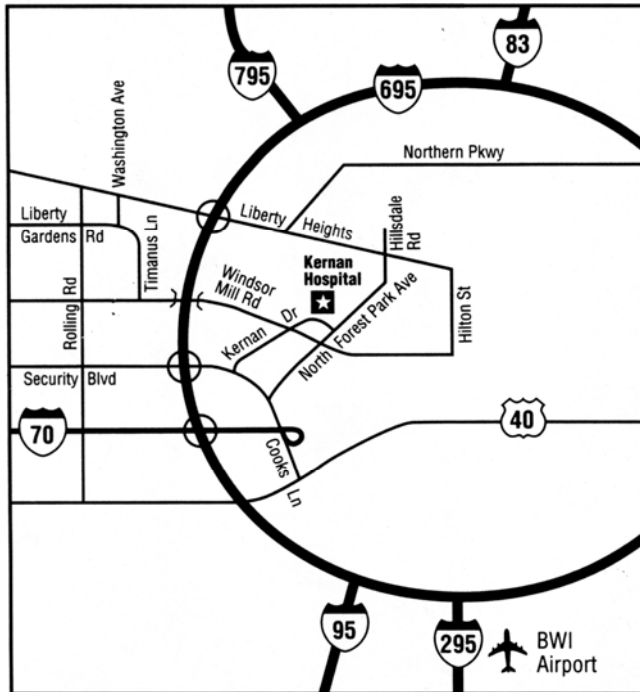 83
795
695
Washington Ave
Northern Pkwy
Liberty Heights
Liberty
Gardens Rd
Timanus Ln
Hillsdale
Rd
Kernan
Hospital
Windsor
Mill Rd
Rolling Rd
Kernan Dr
North Forest Park Ave
Hilton St
Security Blvd
70
40
Cooks Ln
95
295
BWI
Airport